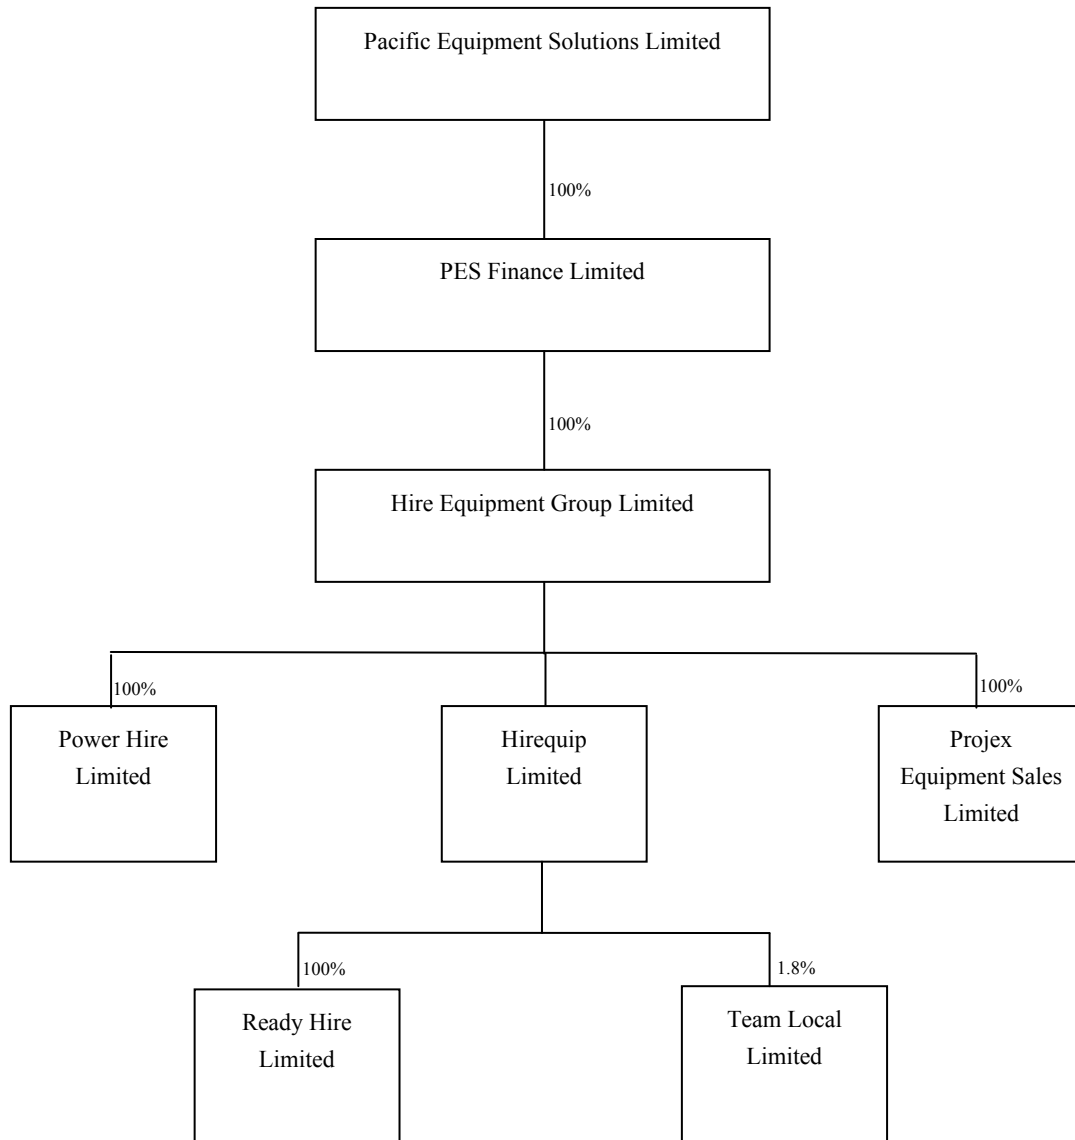 Pacific Equipment Solutions Limited
100%
PES Finance Limited
100%
Hire Equipment Group Limited
100%
100%
Power Hire
Limited
Hirequip
Limited
Projex
Equipment Sales
Limited
100%
1.8%
Ready Hire
Limited
Team Local
Limited